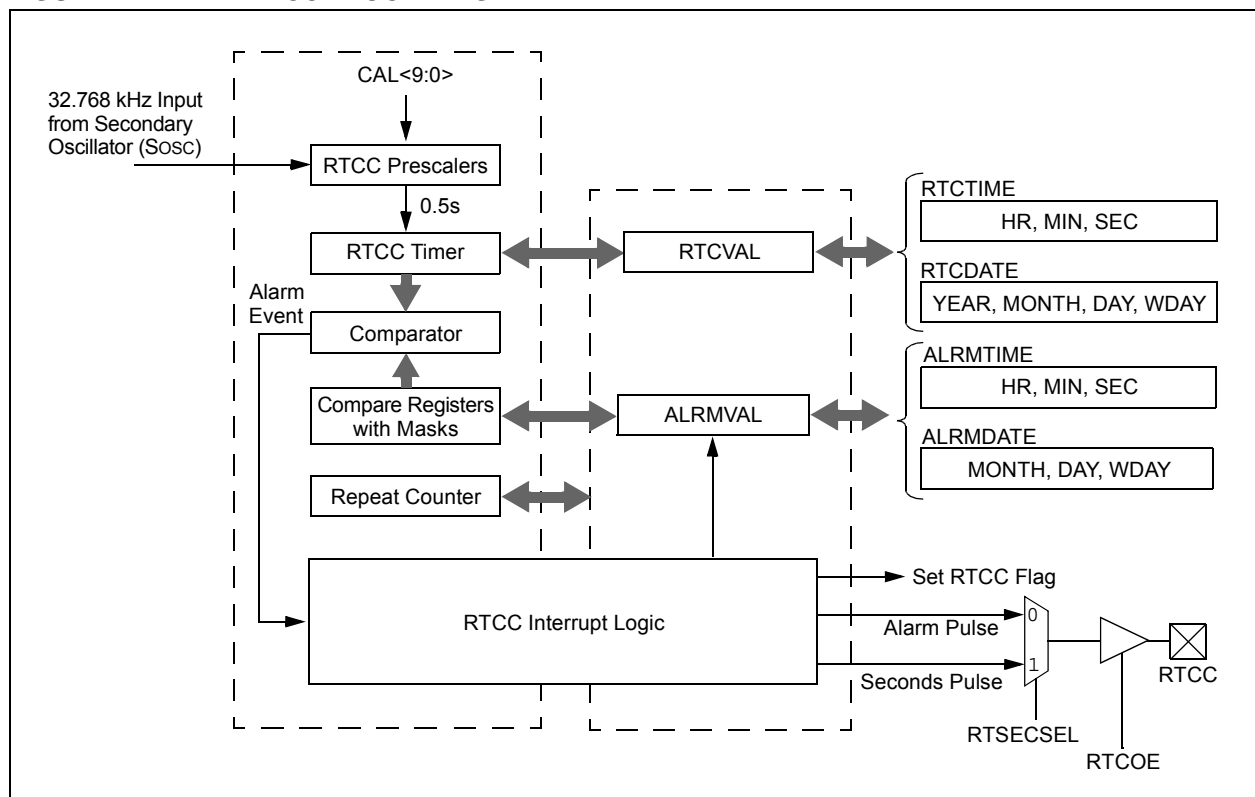 CAL<9:0>
32.768 kHz Input
from Secondary
Oscillator (SOSC)
RTCC Prescalers
0.5s
RTCC Timer
RTCVAL
RTCTIME
HR, MIN, SEC
RTCDATE
YEAR, MONTH, DAY, WDAY
Alarm
Event
Comparator
Compare Registers
with Masks
ALRMVAL
ALRMTIME
HR, MIN, SEC
ALRMDATE
MONTH, DAY, WDAY
Repeat Counter
RTCC Interrupt Logic
Set RTCC Flag
Alarm Pulse
0
Seconds Pulse
1
RTCC
RTSECSEL
RTCOE